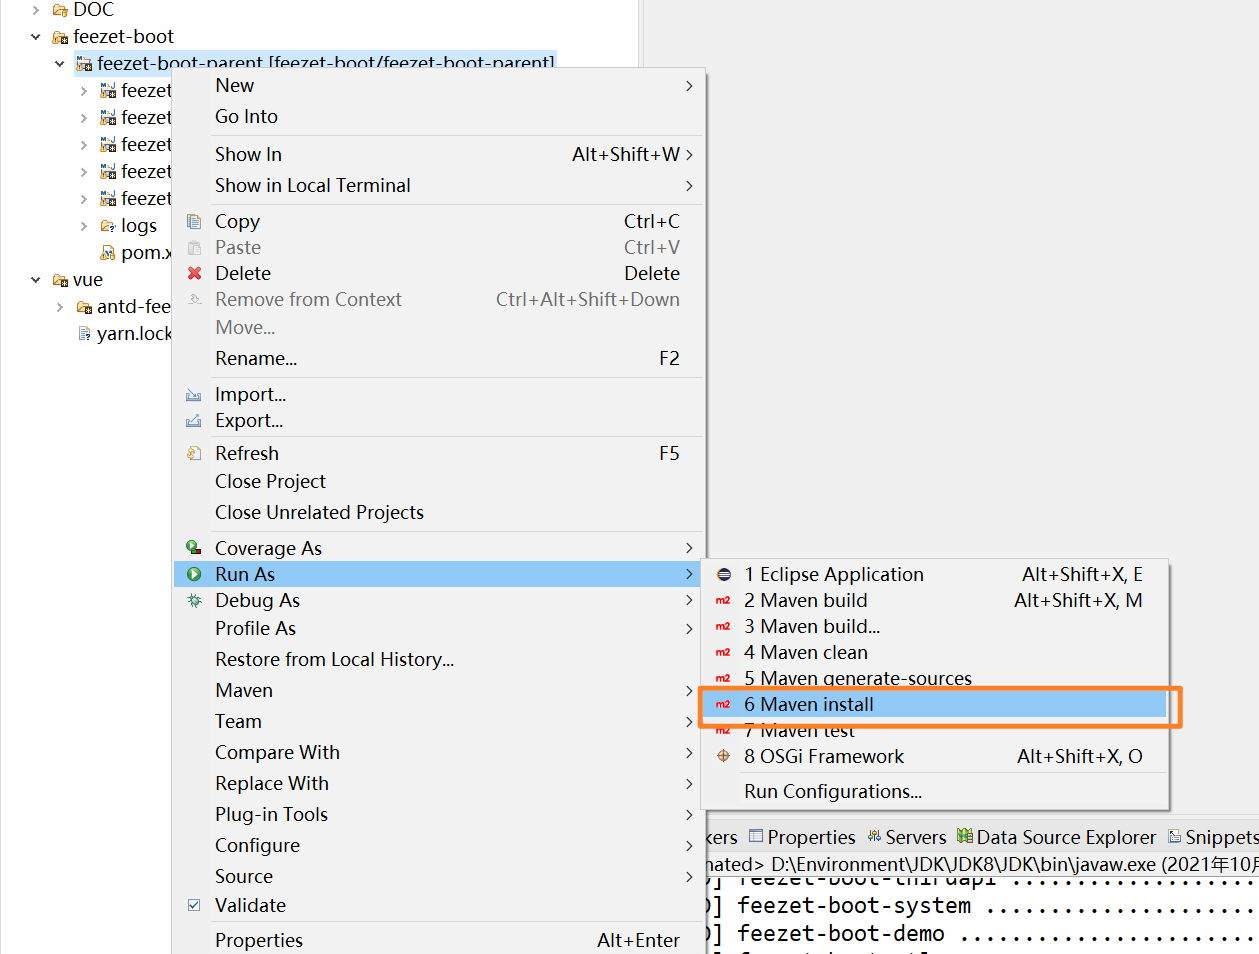 DOC
feezet-boot
feezet-boot-parent [feezet-boot/feezet-boot-parent]
feezet
feezet
feezet
feezet
feezet
logs
pom.x
vue
antd-fee
yarn.lock
New
Go Into
Show In Alt+Shift+W
Show in Local Terminal
Copy Ctrl+C
Paste Ctrl+V
Delete Delete
Remove from Context Ctrl+Alt+Shift+Down
Move...
Rename... F2
Import...
Export...
Refresh F5
Close Project
Close Unrelated Projects
Coverage As
Run As
Debug As
Profile As
Restore from Local History...
Maven
Team
Compare With
Replace With
Plug-in Tools
Configure
Source
Validate
Properties Alt+Enter
1 Eclipse Application Alt+Shift+X, E
m2 2 Maven build Alt+Shift+X, M
m2 3 Maven build...
m2 4 Maven clean
m2 5 Maven generate-sources
m2 6 Maven install
m2 7 Maven test
8 OSGi Framework Alt+Shift+X, O
Run Configurations...
kers Properties Servers Data Source Explorer Snippets
nated> D:\Environment\JDK\JDK8\JDK\bin\javaw.exe (2021年10月
] feezet-boot-thirdapi ...................
] feezet-boot-system .....................
] feezet-boot-demo .......................